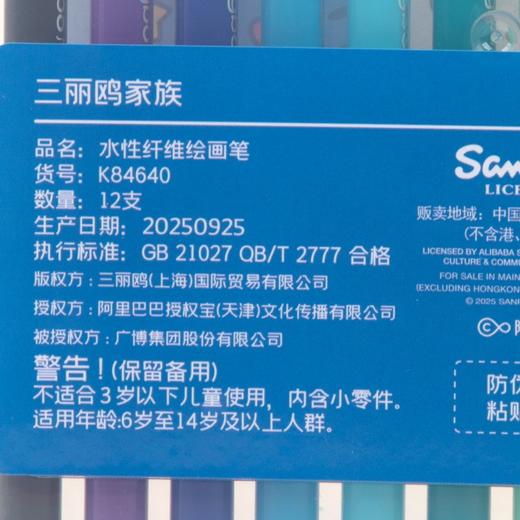 三丽鸥家族
品名：水性纤维绘画笔
货号：K84640
数量：12支
生产日期：20250925
执行标准：GB 21027 QB/T 2777 合格
版权方：三丽鸥(上海)国际贸易有限公司
授权方：阿里巴巴授权宝(天津)文化传播有限公司
被授权方：广博集团股份有限公司
警告！(保留备用)
不适合3岁以下儿童使用，内含小零件。
适用年龄:6岁至14岁及以上人群。
San
LICE
贩卖地域：中国
(不含港、
LICENSED BY ALIBABA S
CULTURE & COMMU
FOR SALE IN MAIN
(EXCLUDING HONGKON
© 2025 SANR
防伪
粘贴